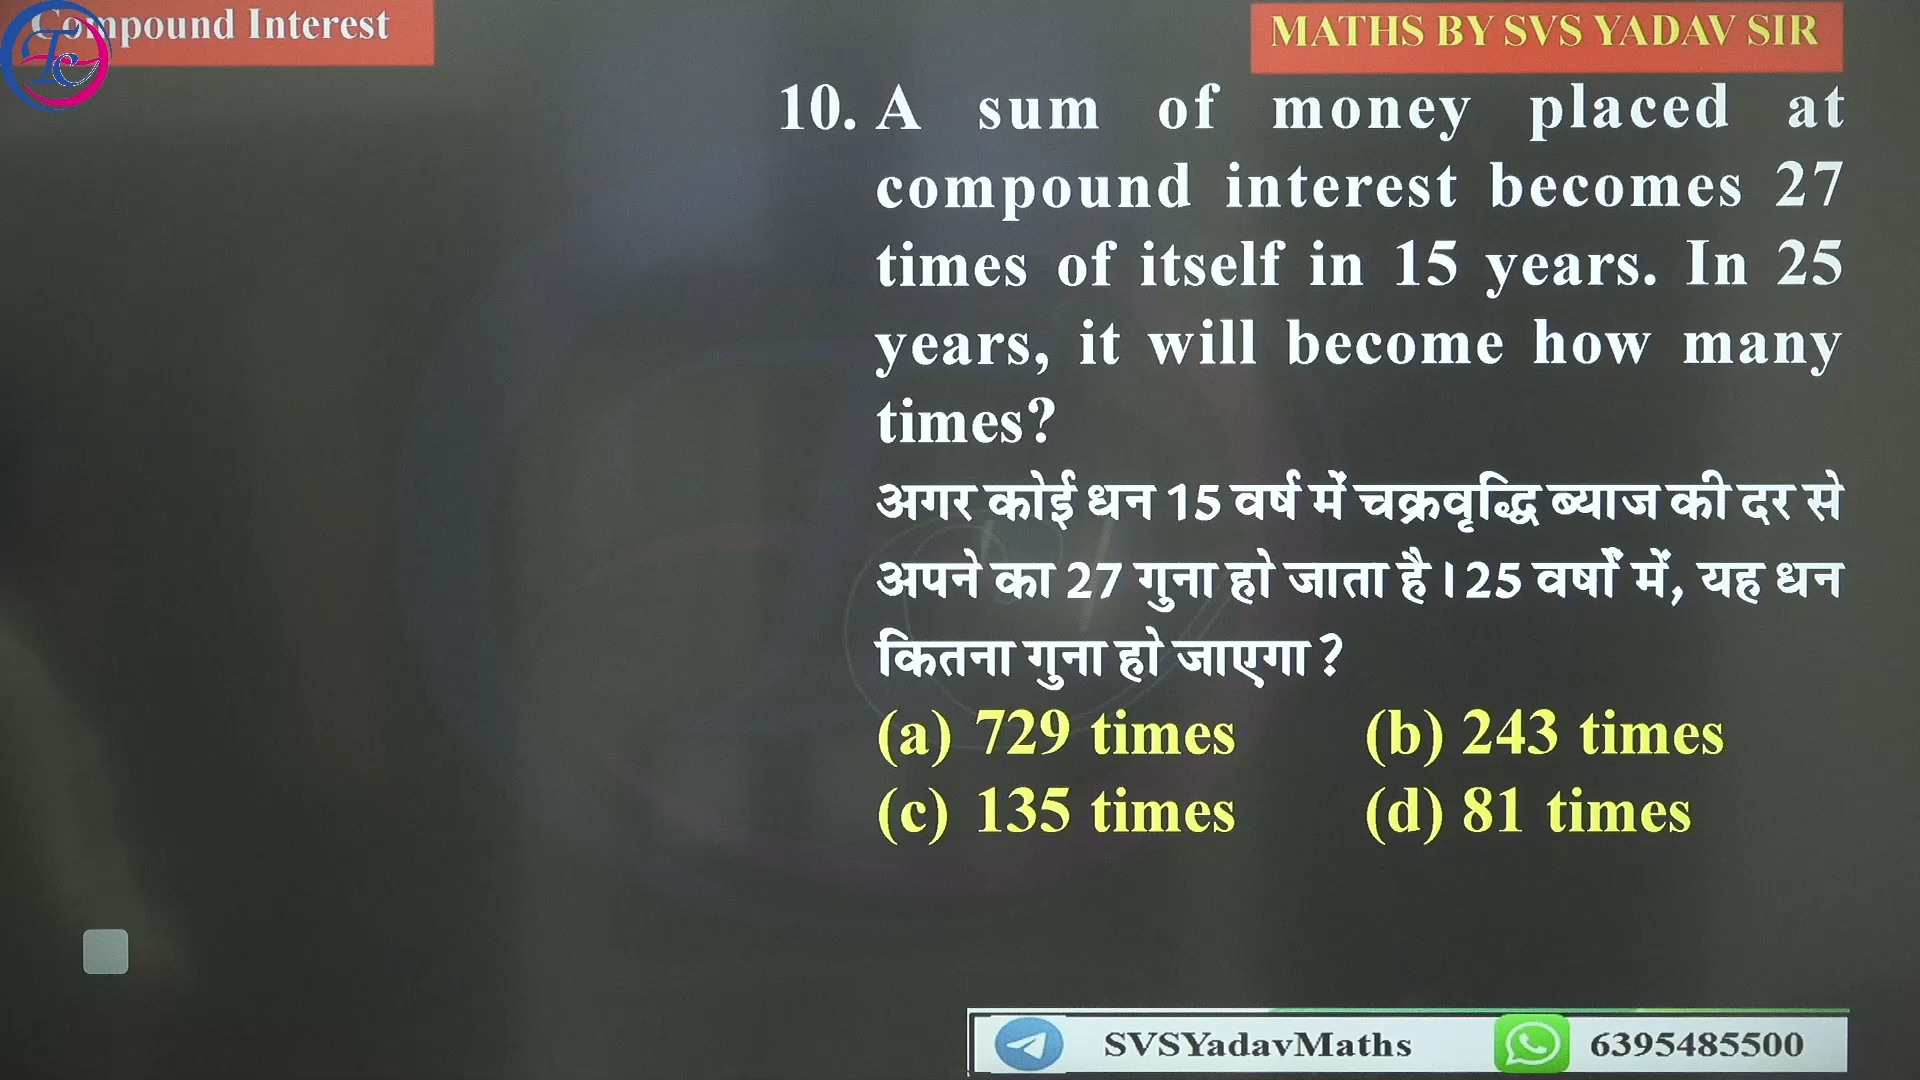 Compound Interest
MATHS BY SVS YADAV SIR
10. A sum of money placed at
compound interest becomes 27
times of itself in 15 years. In 25
years, it will become how many
times?
अगर कोई धन 15 वर्ष में चक्रवृद्धि ब्याज की दर से
अपने का 27 गुना हो जाता है। 25 वर्षों में, यह धन
कितना गुना हो जाएगा ?
(a) 729 times (b) 243 times
(c) 135 times (d) 81 times
SVSYadavMaths 6395485500